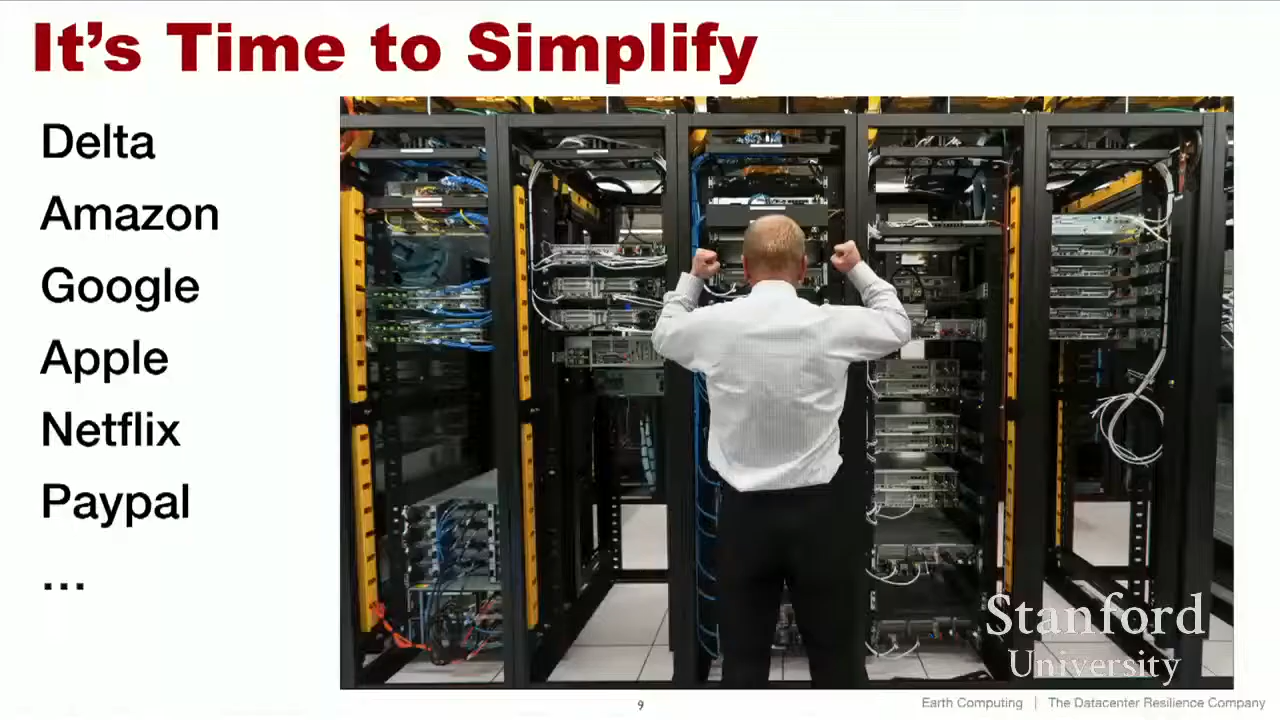 It's Time to Simplify
Delta
Amazon
Google
Apple
Netflix
Paypal
...
Stanford
University
9
Earth Computing | The Datacenter Resilience Company